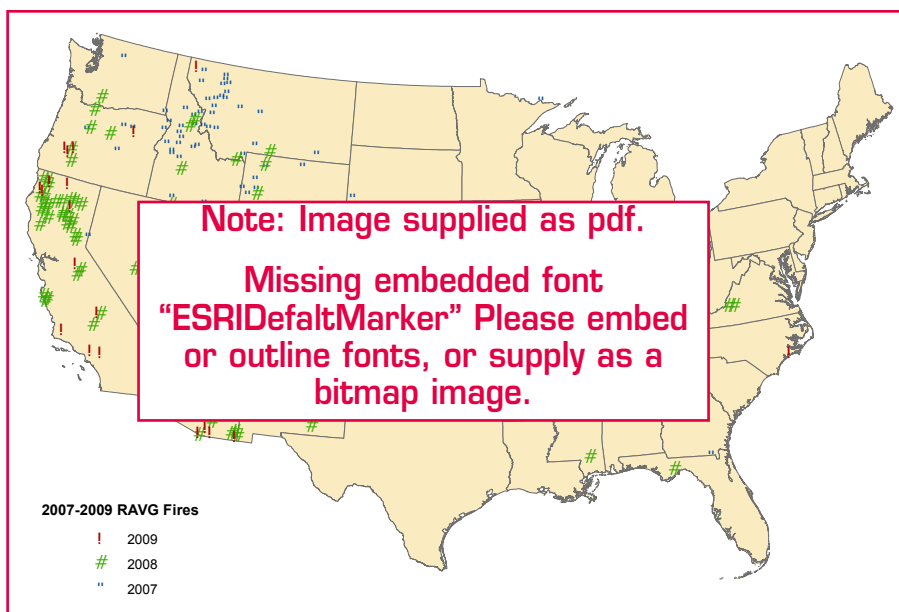 Note: Image supplied as pdf.
Missing embedded font
“ESRIDefaltMarker” Please embed
or outline fonts, or supply as a
bitmap image.
2007-2009 RAVG Fires
! 2009
# 2008
" 2007